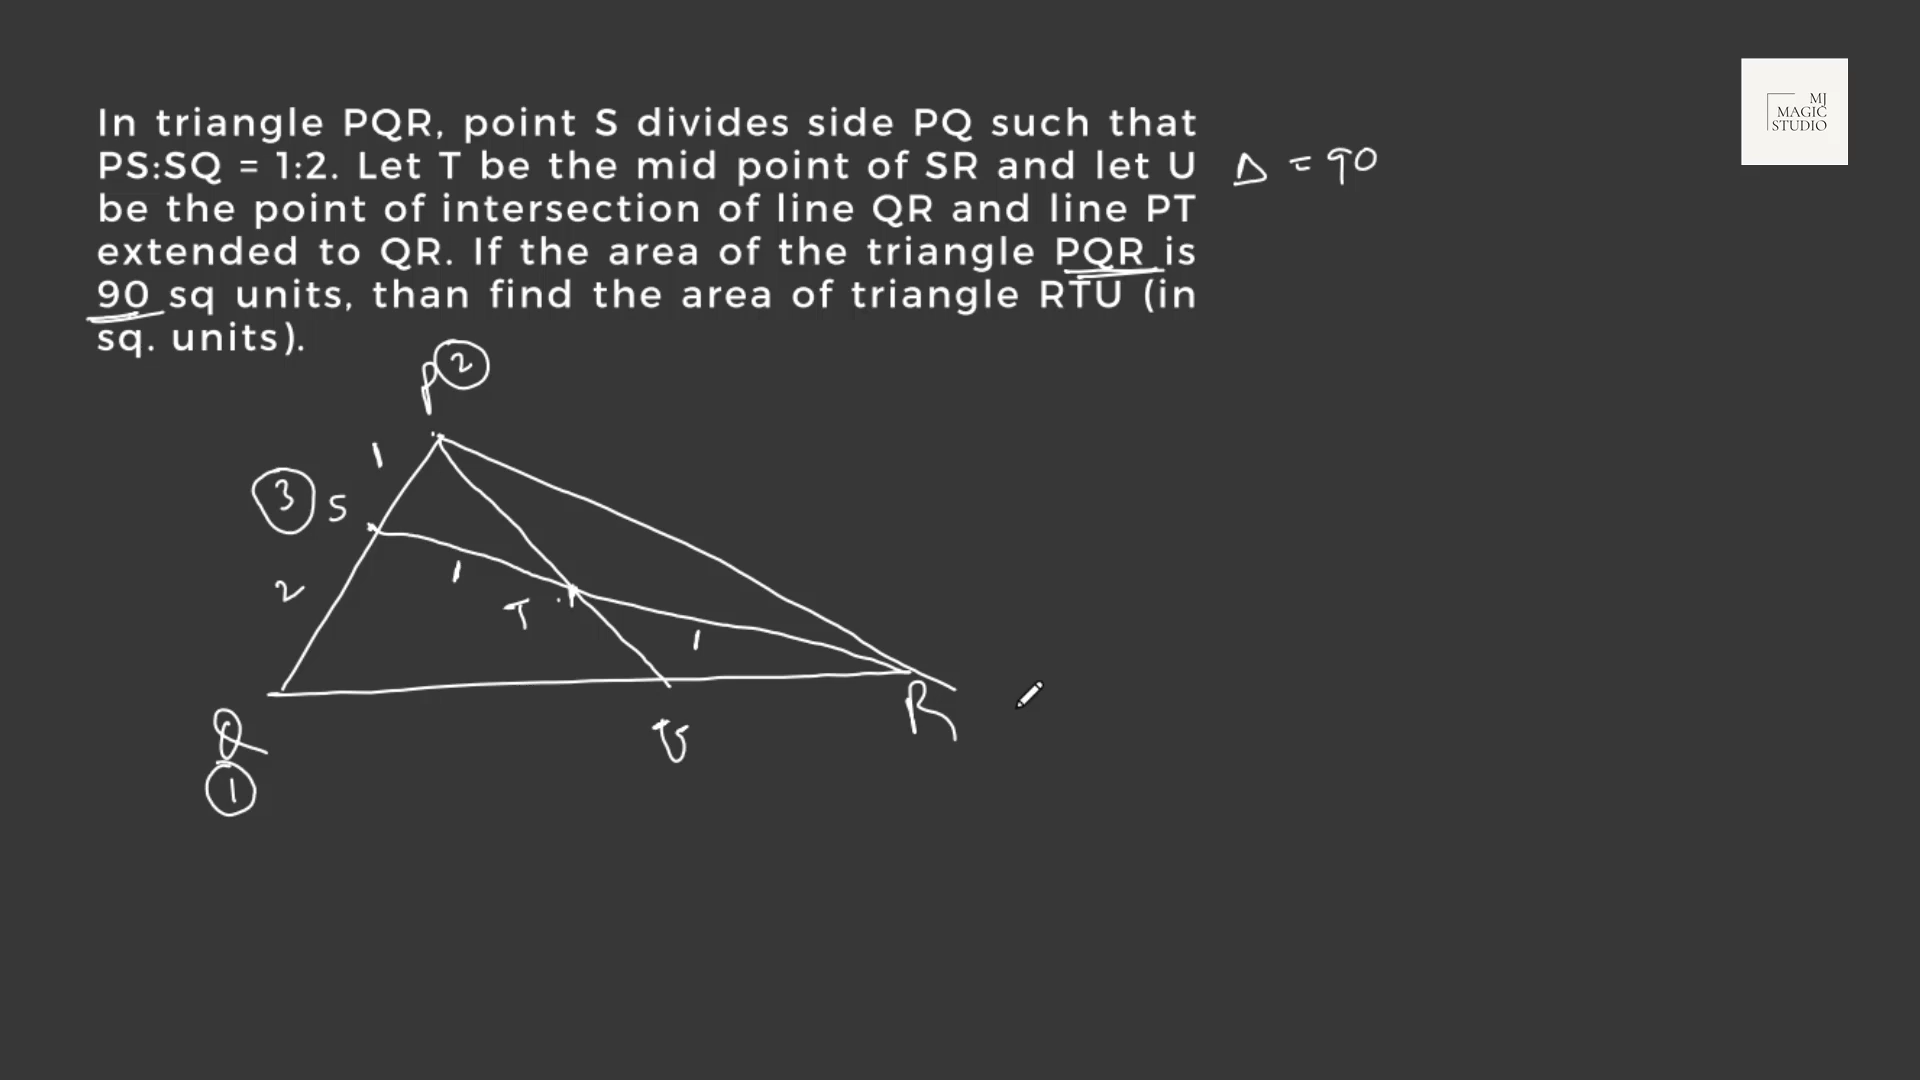 In triangle PQR, point S divides side PQ such that
PS:SQ = 1:2. Let T be the mid point of SR and let U
be the point of intersection of line QR and line PT
extended to QR. If the area of the triangle PQR is
90 sq units, than find the area of triangle RTU (in
sq. units).
Δ = 90
MJ
MAGIC
STUDIO
P 2
1
3 S
2
1
T
1
Q
U
R
1